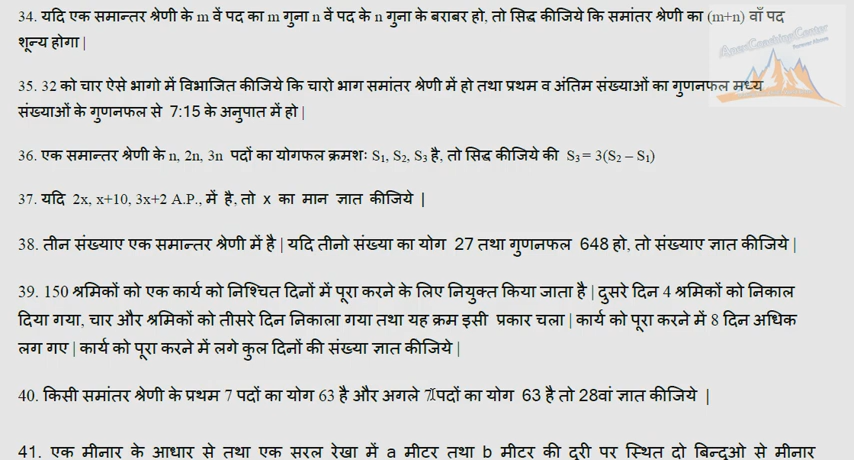 34. यदि एक समान्तर श्रेणी के m वें पद का m गुना n वें पद के n गुना के बराबर हो, तो सिद्ध कीजिये कि समांतर श्रेणी का (m+n) वाँ पद
शून्य होगा |
35. 32 को चार ऐसे भागो में विभाजित कीजिये कि चारो भाग समांतर श्रेणी में हो तथा प्रथम व अंतिम संख्याओं का गुणनफल मध्य
संख्याओं के गुणनफल से 7:15 के अनुपात में हो |
36. एक समान्तर श्रेणी के n, 2n, 3n पदों का योगफल क्रमशः S₁, S₂, S₃ है, तो सिद्ध कीजिये की S₃ = 3(S₂ – S₁)
37. यदि 2x, x+10, 3x+2 A.P., में है, तो x का मान ज्ञात कीजिये |
38. तीन संख्याए एक समान्तर श्रेणी में है | यदि तीनो संख्या का योग 27 तथा गुणनफल 648 हो, तो संख्याए ज्ञात कीजिये |
39. 150 श्रमिकों को एक कार्य को निश्चित दिनों में पूरा करने के लिए नियुक्त किया जाता है | दुसरे दिन 4 श्रमिकों को निकाल
दिया गया, चार और श्रमिकों को तीसरे दिन निकाला गया तथा यह क्रम इसी प्रकार चला | कार्य को पूरा करने में 8 दिन अधिक
लग गए | कार्य को पूरा करने में लगे कुल दिनों की संख्या ज्ञात कीजिये |
40. किसी समांतर श्रेणी के प्रथम 7 पदों का योग 63 है और अगले 7 पदों का योग 63 है तो 28वां ज्ञात कीजिये |
41. एक मीनार के आधार से तथा एक सरल रेखा में a मीटर तथा b मीटर की दूरी पर स्थित दो बिन्दुओ से मीनार